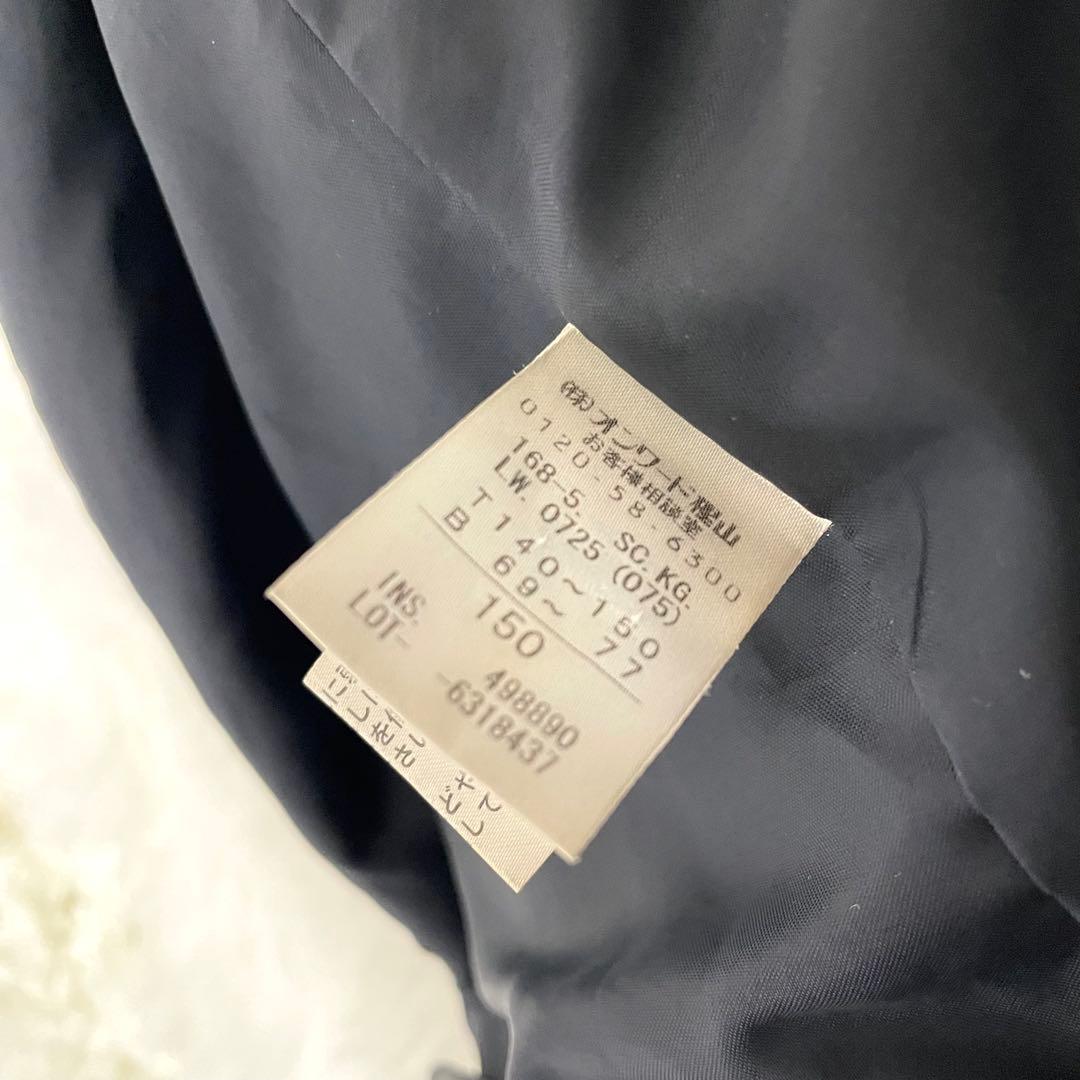 (株)オンワード樫山
お客様相談室
0120-58-6300
168-5. SC.KG.
LW. 0725 (075)
T 140～150
B 69～77
150
INS. 498890
LOT- -6318437